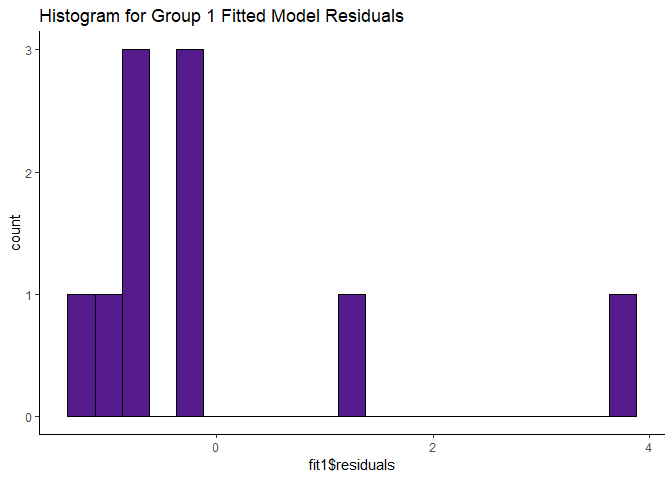 Histogram for Group 1 Fitted Model Residuals
3
2
1
0
count
0 2 4
fit1$residuals